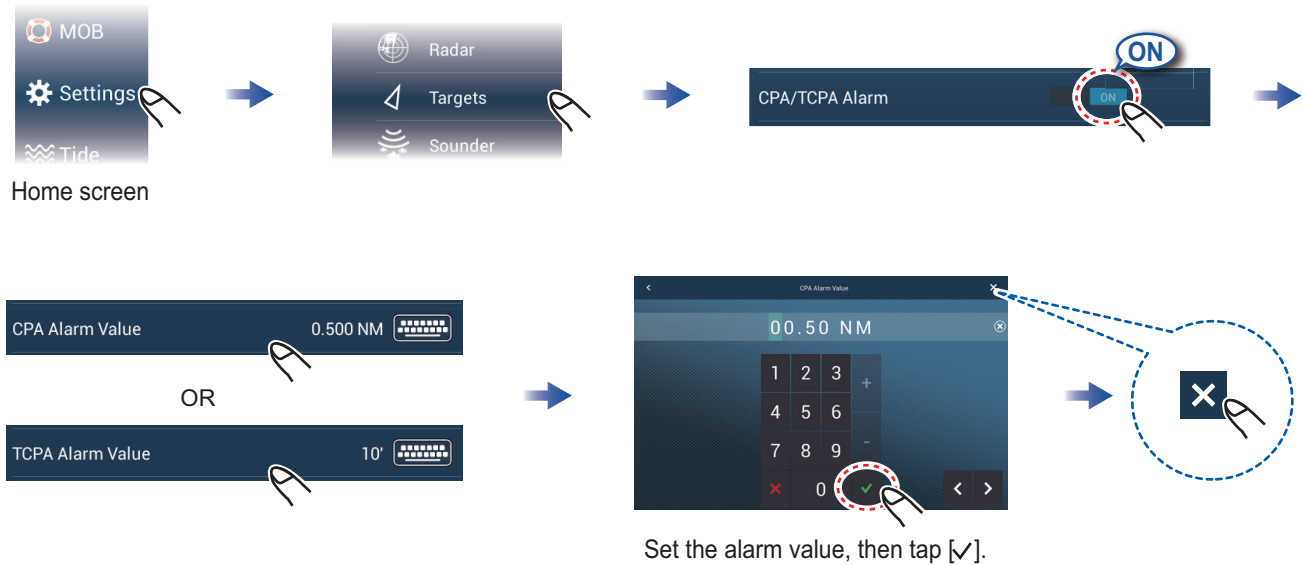 MOB
Settings
Tide
Home screen
Radar
Targets
Sounder
CPA/TCPA Alarm
ON
ON
CPA Alarm Value 0.500 NM
OR
TCPA Alarm Value 10'
CPA Alarm Value
00.50 NM
1 2 3 +
4 5 6
7 8 9 -
0
Set the alarm value, then tap [✓].